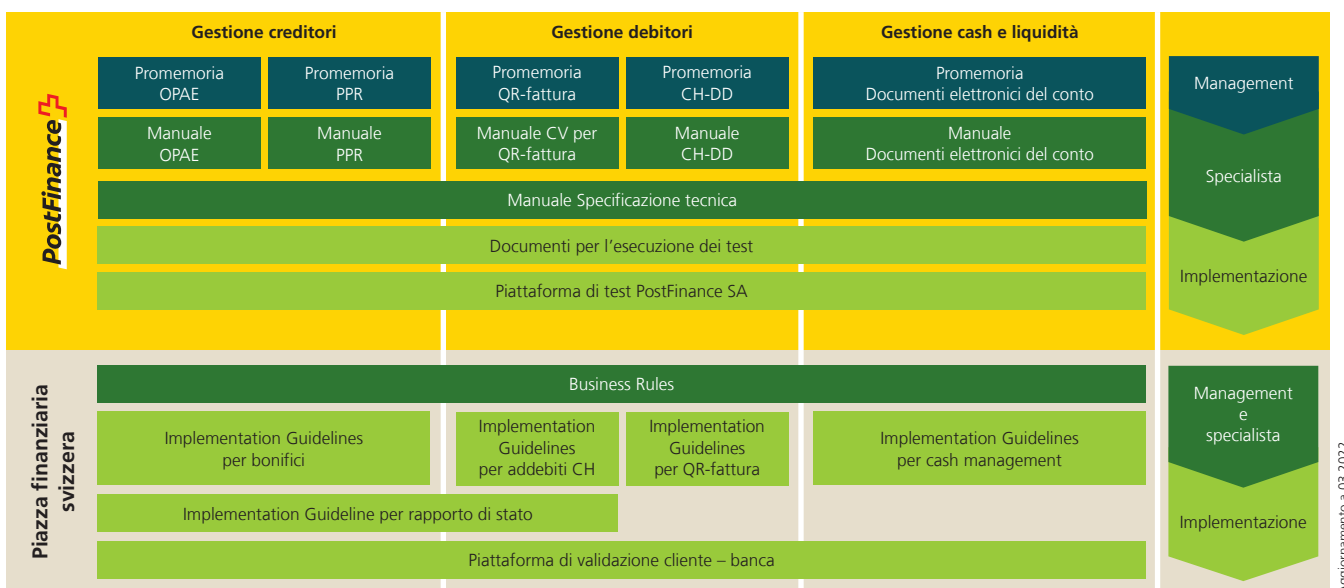 Gestione creditori
Gestione debitori
Gestione cash e liquidità
PostFinance
Promemoria
OPAE
Promemoria
PPR
Promemoria
QR-fattura
Promemoria
CH-DD
Promemoria
Documenti elettronici del conto
Management
Manuale
OPAE
Manuale
PPR
Manuale CV per
QR-fattura
Manuale
CH-DD
Manuale
Documenti elettronici del conto
Specialista
Manuale Specificazione tecnica
Documenti per l'esecuzione dei test
Implementazione
Piattaforma di test PostFinance SA
Piazza finanziaria
svizzera
Business Rules
Management
e
specialista
Implementation Guidelines
per bonifici
Implementation
Guidelines
per addebiti CH
Implementation
Guidelines
per QR-fattura
Implementation Guidelines
per cash management
Implementation Guideline per rapporto di stato
Implementazione
Piattaforma di validazione cliente – banca
03.2022